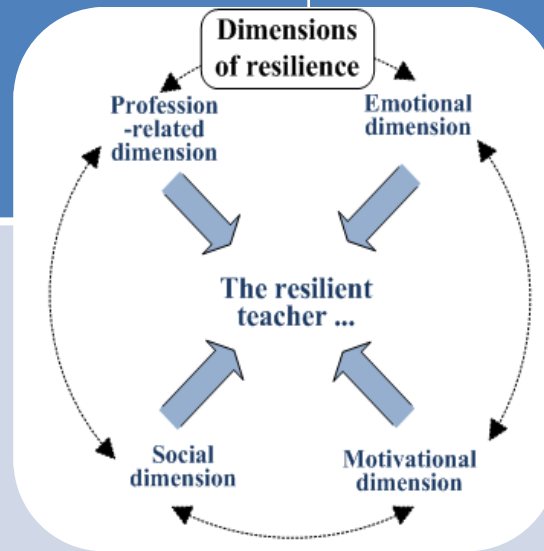 Dimensions
of resilience
Profession
-related
dimension
Emotional
dimension
The resilient
teacher ...
Social
dimension
Motivational
dimension